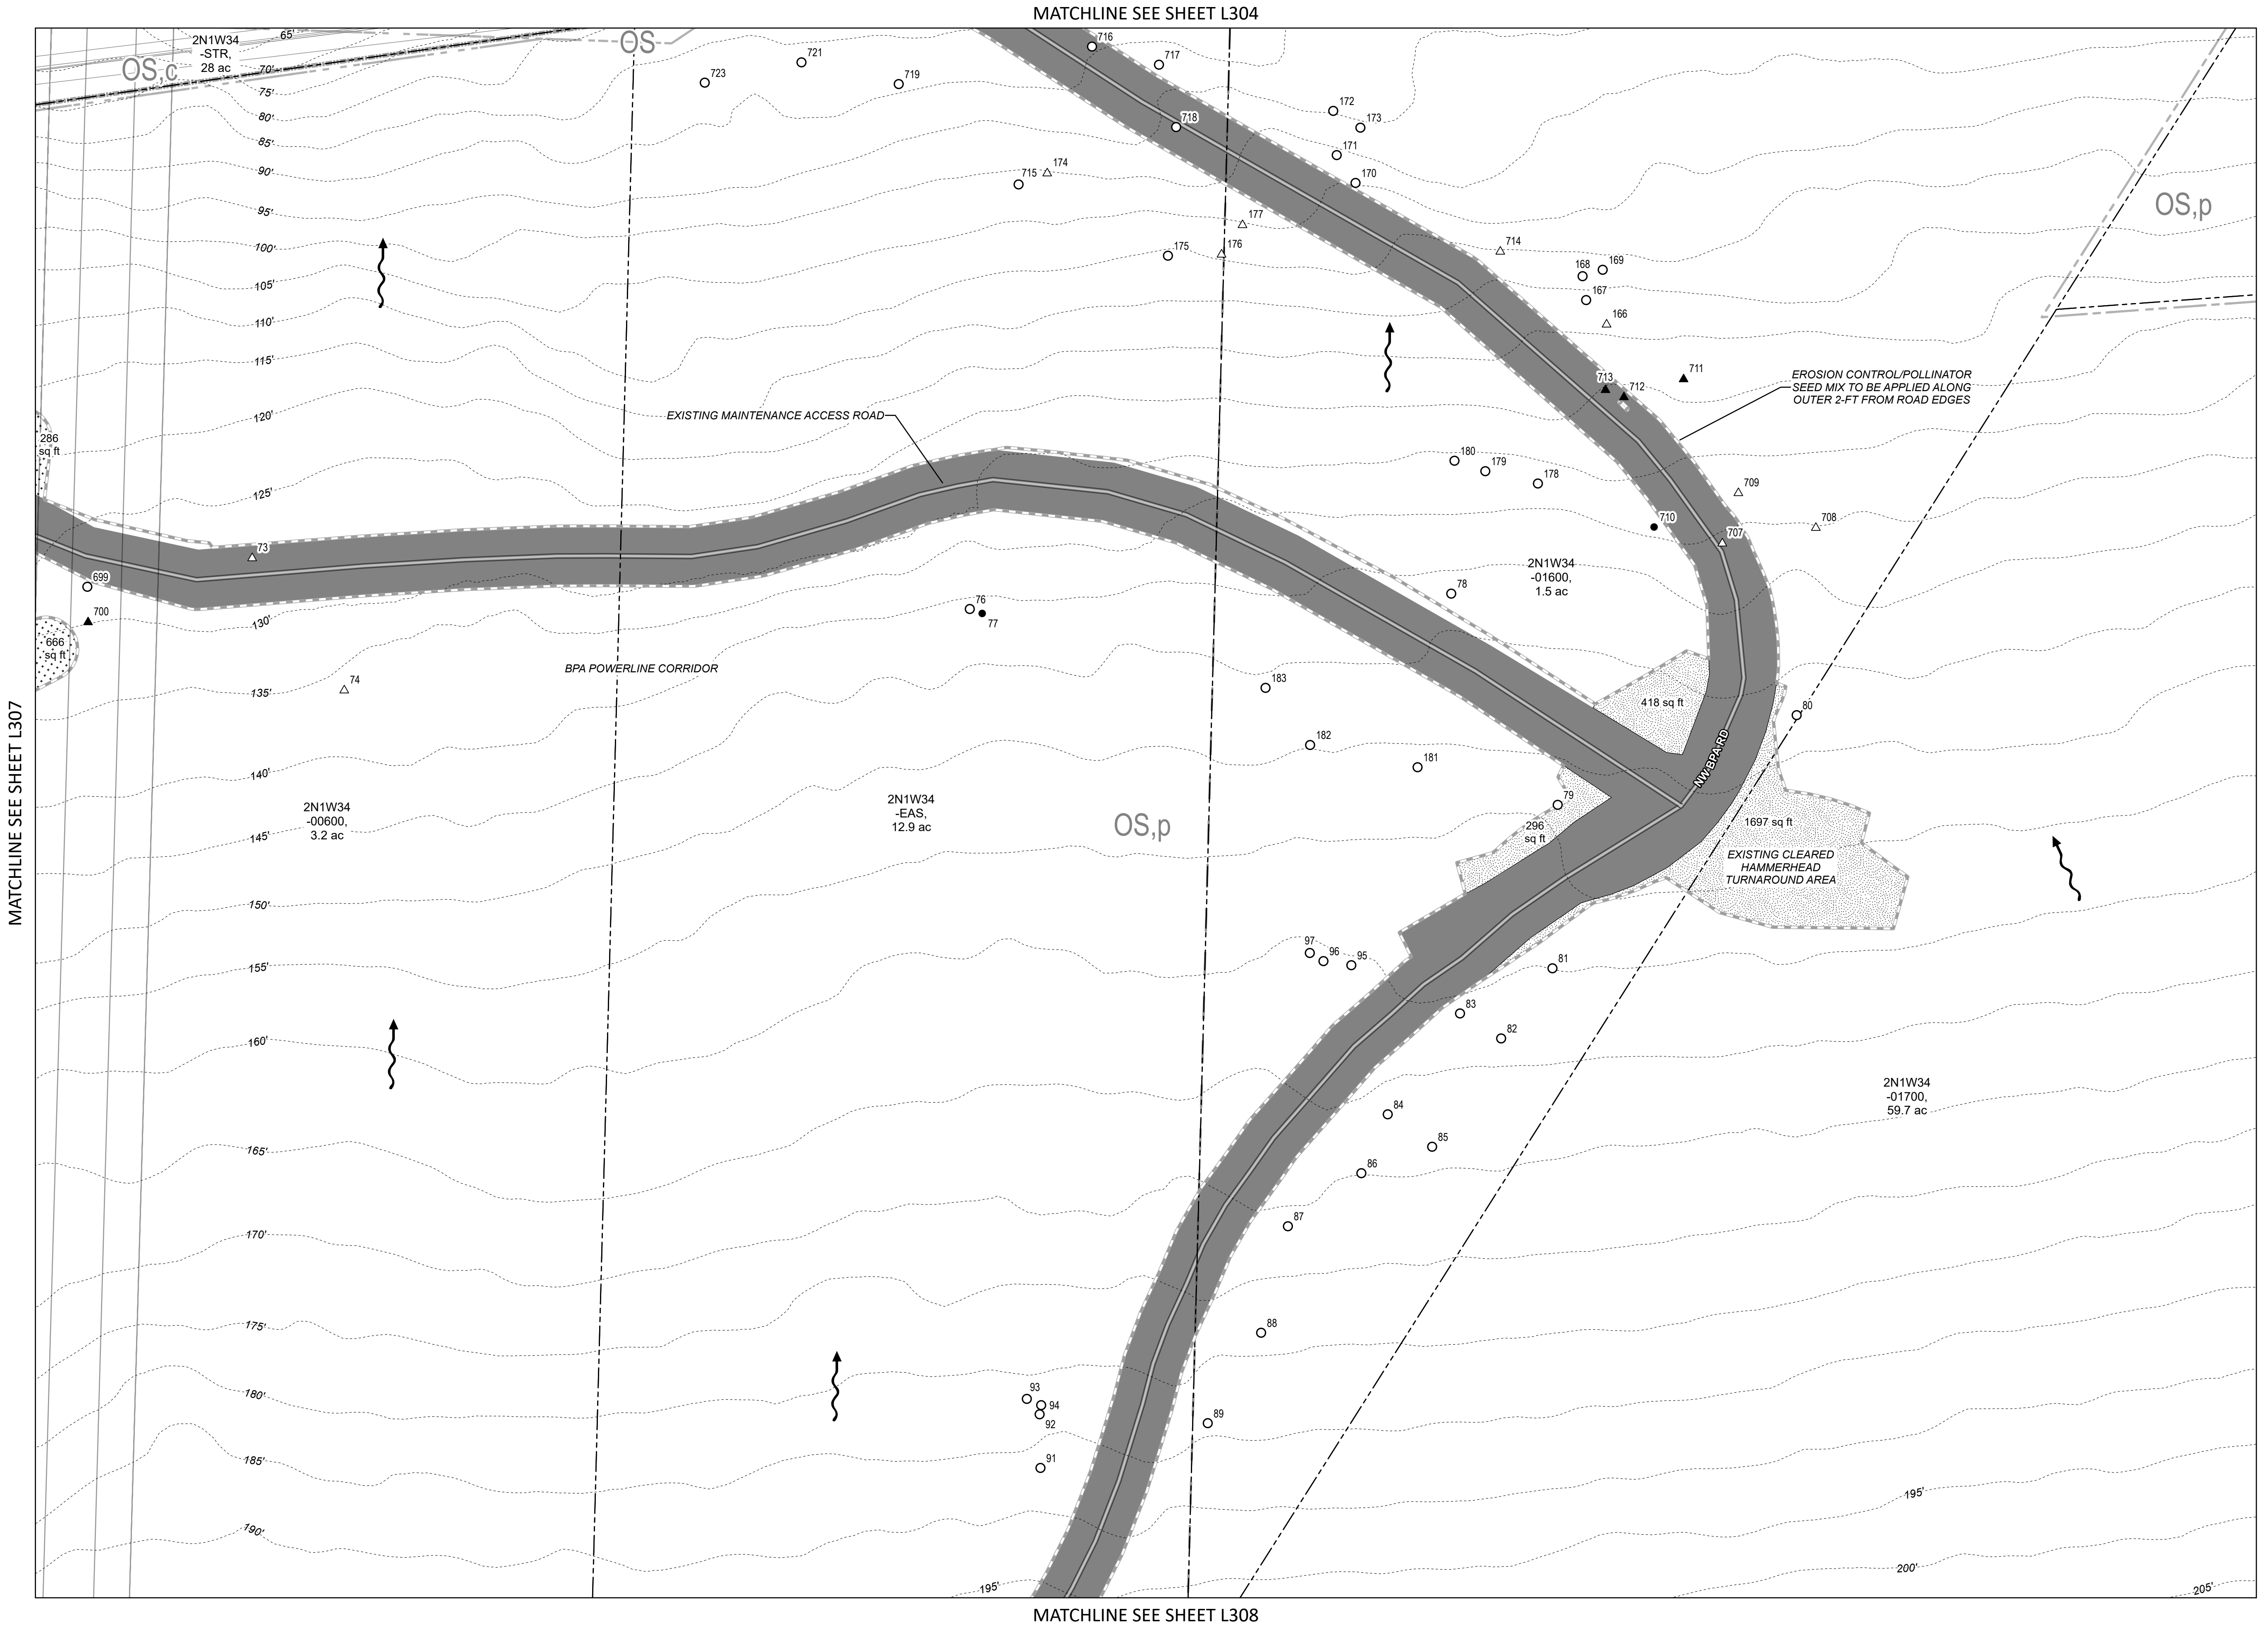 MATCHLINE SEE SHEET L304
2N1W34
-STR,
28 ac
OS,c
OS
65'
70'
75'
80'
85'
90'
95'
100'
105'
110'
115'
120'
125'
130'
135'
140'
145'
150'
155'
160'
165'
170'
175'
180'
185'
190'
195'
195'
200'
205'
716
717
721
723
719
718
172
173
171
170
174
715
177
176
175
714
168
169
167
166
OS,p
711
713
712
EROSION CONTROL/POLLINATOR
SEED MIX TO BE APPLIED ALONG
OUTER 2-FT FROM ROAD EDGES
EXISTING MAINTENANCE ACCESS ROAD
286
sq ft
180
179
178
709
710
708
707
73
699
700
2N1W34
-01600,
1.5 ac
78
76
77
666
sq ft
BPA POWERLINE CORRIDOR
74
183
418 sq ft
80
NW BPA RD
182
181
79
2N1W34
-00600,
3.2 ac
2N1W34
-EAS,
12.9 ac
OS,p
296
sq ft
1697 sq ft
EXISTING CLEARED
HAMMERHEAD
TURNAROUND AREA
MATCHLINE SEE SHEET L307
97
96
95
81
83
82
84
85
86
87
2N1W34
-01700,
59.7 ac
88
93
94
92
89
91
MATCHLINE SEE SHEET L308